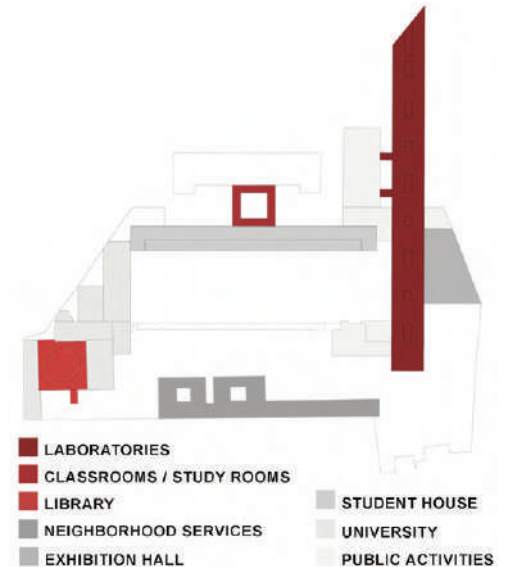 LABORATORIES
CLASSROOMS / STUDY ROOMS
LIBRARY
NEIGHBORHOOD SERVICES
EXHIBITION HALL
STUDENT HOUSE
UNIVERSITY
PUBLIC ACTIVITIES